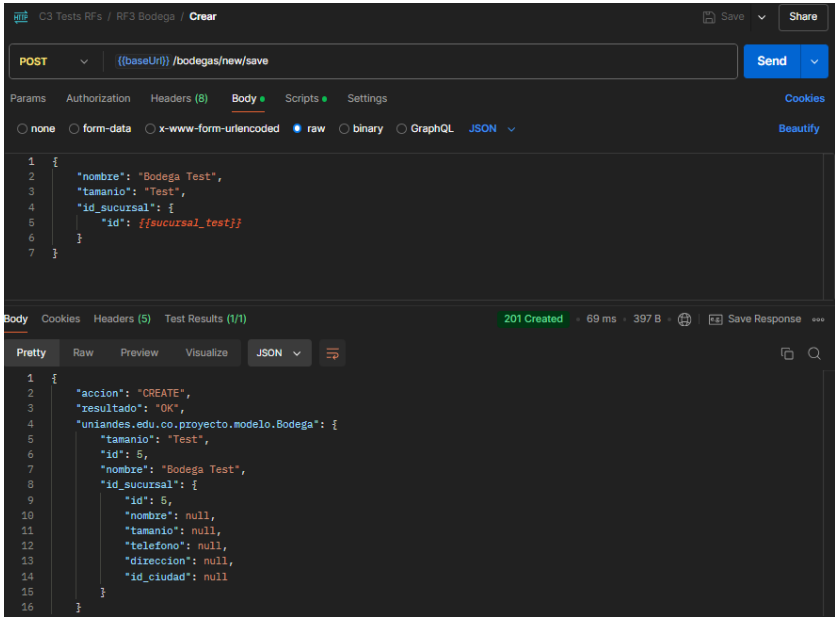 HTTP C3 Tests RFs / RF3 Bodega / Crear Save Share
POST {{baseUrl}} /bodegas/new/save Send
Params Authorization Headers (8) Body Scripts Settings Cookies
none form-data x-www-form-urlencoded raw binary GraphQL JSON Beautify
1 {
2 "nombre": "Bodega Test",
3 "tamanio": "Test",
4 "id_sucursal": {
5 "id": {{sucursal_test}}
6 }
7 }
Body Cookies Headers (5) Test Results (1/1) 201 Created 69 ms 397 B Save Response
Pretty Raw Preview Visualize JSON
1 {
2 "accion": "CREATE",
3 "resultado": "OK",
4 "uniandes.edu.co.proyecto.modelo.Bodega": {
5 "tamanio": "Test",
6 "id": 5,
7 "nombre": "Bodega Test",
8 "id_sucursal": {
9 "id": 5,
10 "nombre": null,
11 "tamanio": null,
12 "telefono": null,
13 "direccion": null,
14 "id_ciudad": null
15 }
16 }